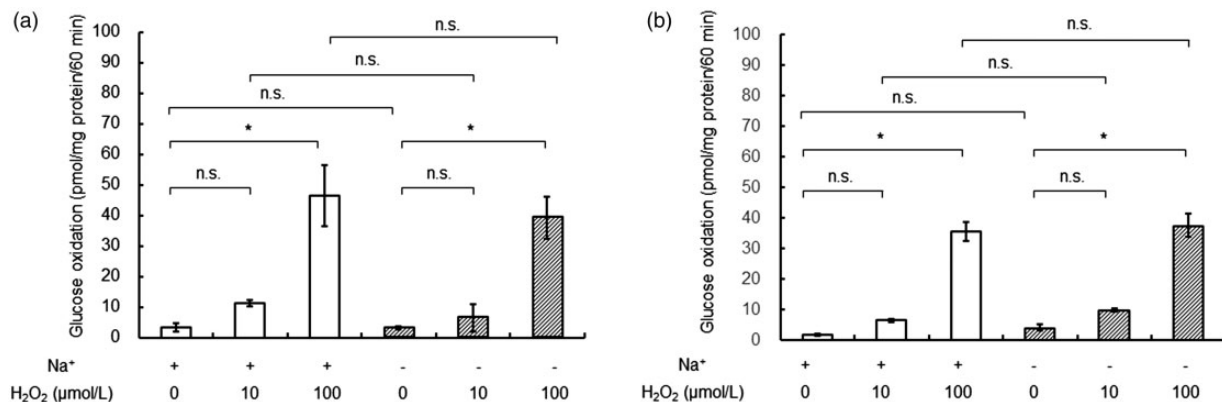 (a)
Glucose oxidation (pmol/mg protein/60 min)
100
90
80
70
60
50
40
30
20
10
0
n.s.
n.s.
n.s.
*
*
n.s.
n.s.
Na⁺ + + + - - -
H₂O₂ (μmol/L) 0 10 100 0 10 100
(b)
Glucose oxidation (pmol/mg protein/60 min)
100
90
80
70
60
50
40
30
20
10
0
n.s.
n.s.
n.s.
*
*
n.s.
n.s.
Na⁺ + + + - - -
H₂O₂ (μmol/L) 0 10 100 0 10 100